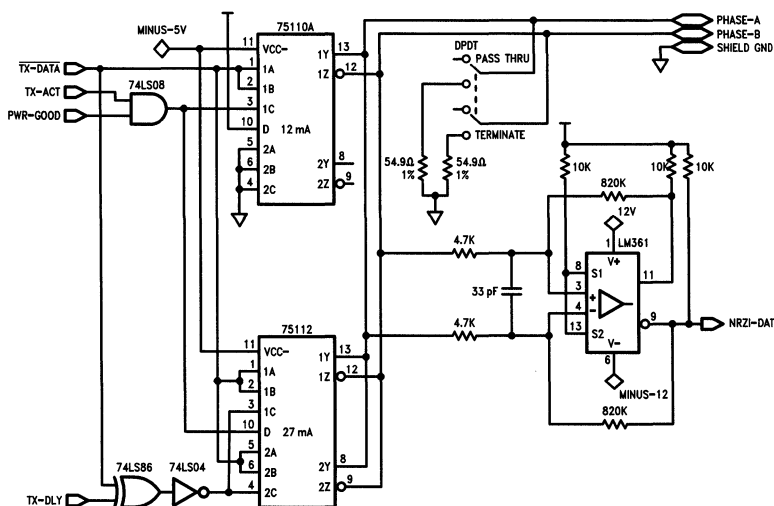 75110A
MINUS-5V
11 VCC-
1 1A
2 1B
3 1C
10 D 12 mA
5 2A
6 2B
4 2C
1Y 13
1Z 12
2Y 8
2Z 9
TX-DATA
TX-ACT
PWR-GOOD
74LS08
DPDT
PASS THRU
TERMINATE
54.9Ω
1%
54.9Ω
1%
PHASE-A
PHASE-B
SHIELD GND
10K
10K
10K
820K
12V
1 LM361
V+
8 S1
3 +
4 -
13 S2
V-
6
11
9
MINUS-12
NRZI-DAT
820K
4.7K
33 pF
4.7K
75112
11 VCC-
1 1A
2 1B
3 1C
10 D 27 mA
5 2A
6 2B
4 2C
1Y 13
1Z 12
2Y 8
2Z 9
74LS86
74LS04
TX-DLY